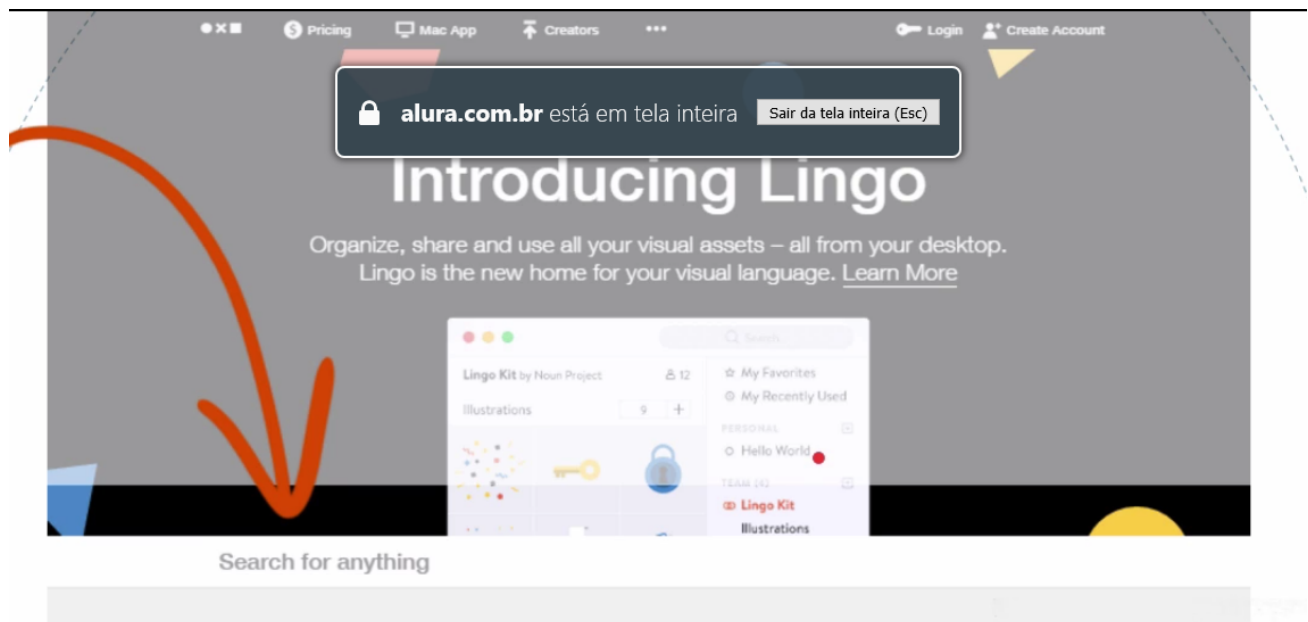 Pricing
Mac App
Creators
•••
Login
Create Account
alura.com.br está em tela inteira
Sair da tela inteira (Esc)
Introducing Lingo
Organize, share and use all your visual assets – all from your desktop.
Lingo is the new home for your visual language. Learn More
Search...
Lingo Kit by Noun Project
12
My Favorites
My Recently Used
Illustrations
9
+
PERSONAL
Hello World
TEAM (4)
Lingo Kit
Illustrations
Search for anything